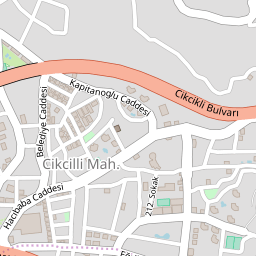 Cikcikli Bulvarı
Kapitanoğlu Caddesi
Belediye Caddesi
Cikcilli Mah.
Hacıbaba Caddesi
212. Sokak